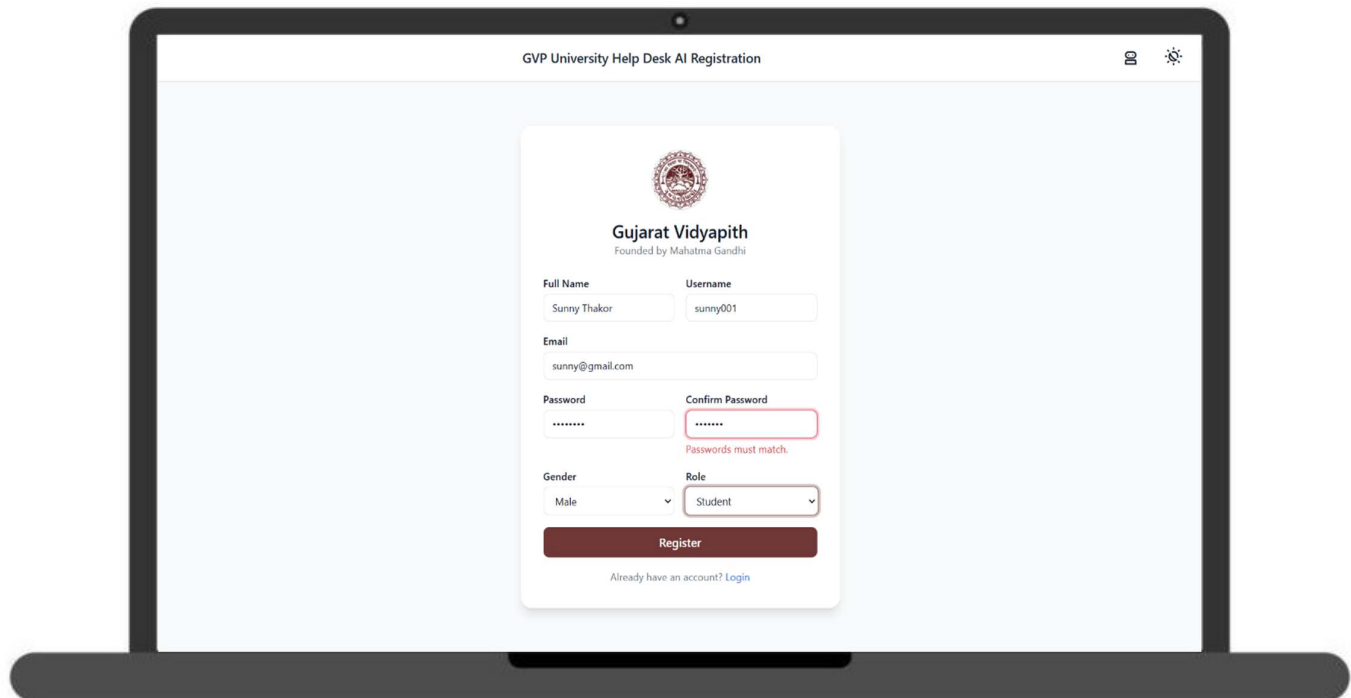 GVP University Help Desk AI Registration
Gujarat Vidyapith
Founded by Mahatma Gandhi
Full Name Username
Sunny Thakor sunny001
Email
sunny@gmail.com
Password Confirm Password
•••••••• •••••••
Passwords must match.
Gender Role
Male Student
Register
Already have an account? Login